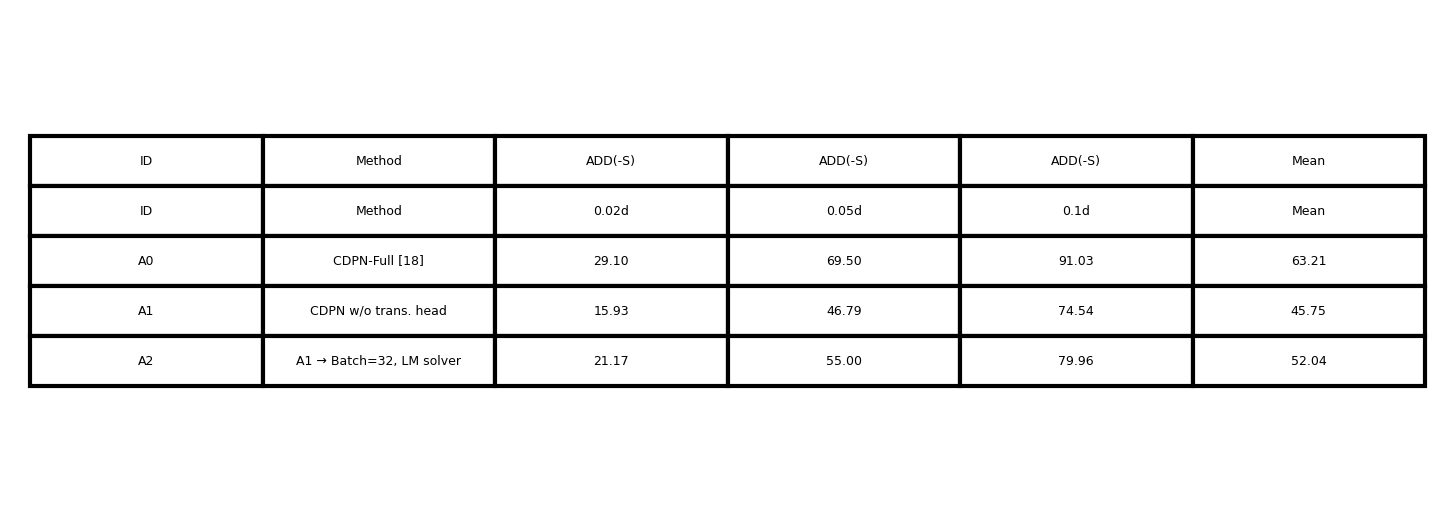 ID Method ADD(-S) ADD(-S) ADD(-S) Mean
ID Method 0.02d 0.05d 0.1d Mean
A0 CDPN-Full [18] 29.10 69.50 91.03 63.21
A1 CDPN w/o trans. head 15.93 46.79 74.54 45.75
A2 A1 → Batch=32, LM solver 21.17 55.00 79.96 52.04